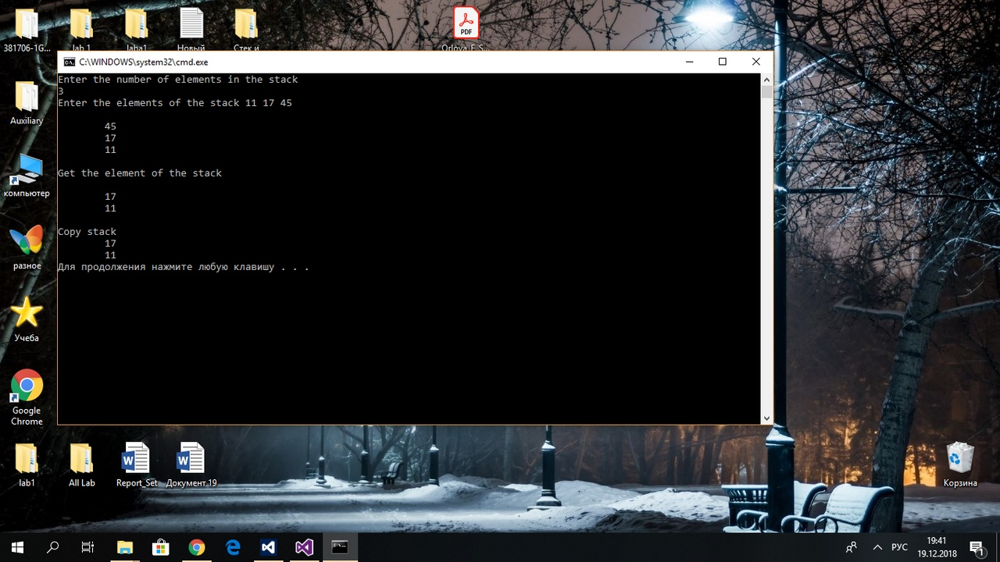 381706-1G...
lab 1
laba1
Новый
Стек и
PDF
Orlova_E_S...
C:\WINDOWS\system32\cmd.exe
Enter the number of elements in the stack
3
Enter the elements of the stack 11 17 45
45
17
11
Get the element of the stack
17
11
Copy stack
17
11
Для продолжения нажмите любую клавишу . . .
Auxiliary
компьютер
разное
Учеба
Google
Chrome
lab1
All Lab
Report_Set
Документ 19
Корзина
РУС
19:41
19.12.2018
1